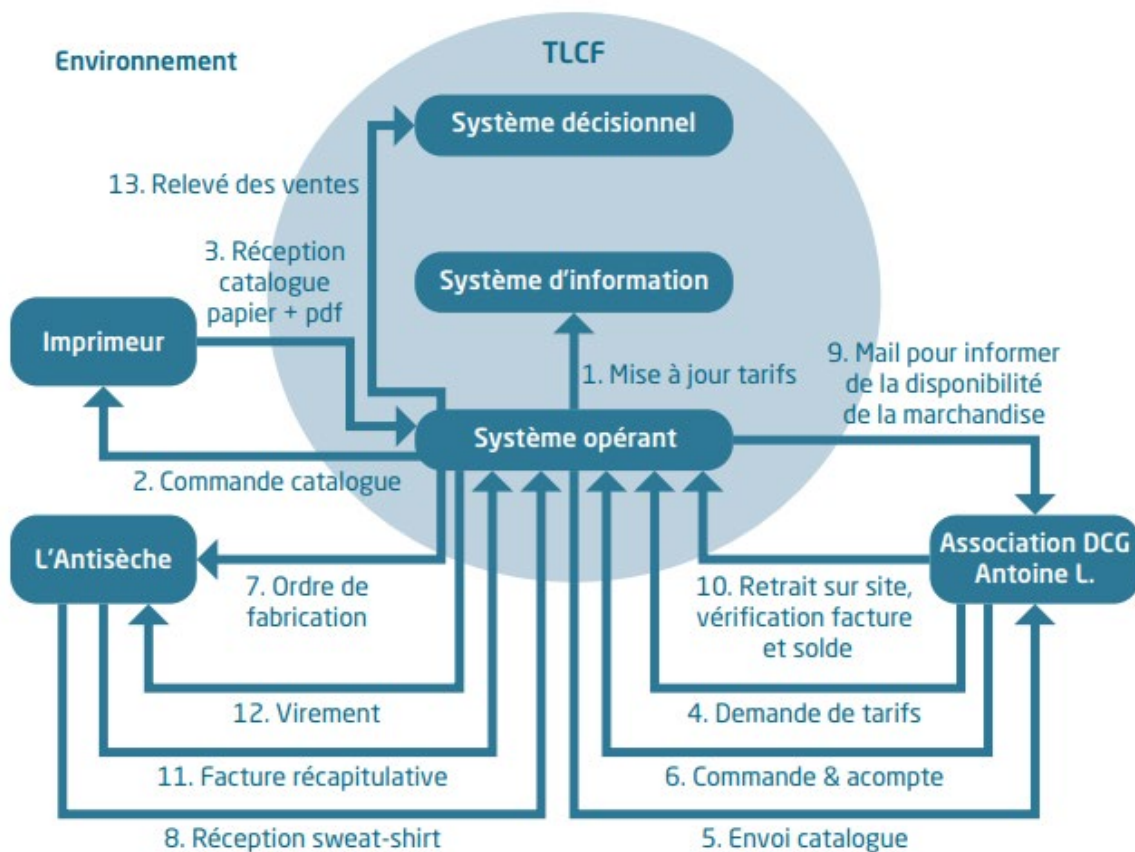 Environnement
TLCF
Système décisionnel
13. Relevé des ventes
3. Réception
catalogue
papier + pdf
Système d'information
Imprimeur
1. Mise à jour tarifs
9. Mail pour informer
de la disponibilité
de la marchandise
Système opérant
2. Commande catalogue
L'Antisèche
Association DCG
Antoine L.
7. Ordre de
fabrication
10. Retrait sur site,
vérification facture
et solde
12. Virement
4. Demande de tarifs
11. Facture récapitulative
6. Commande & acompte
8. Réception sweat-shirt
5. Envoi catalogue